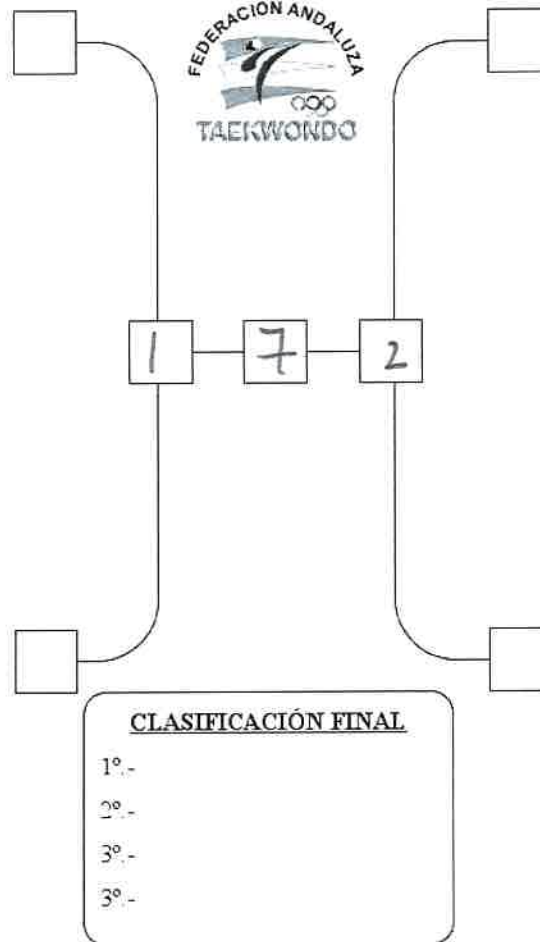 FEDERACION ANDALUZA
TAEKWONDO
1 7 2
CLASIFICACIÓN FINAL
1º.-
2º.-
3º.-
3º.-